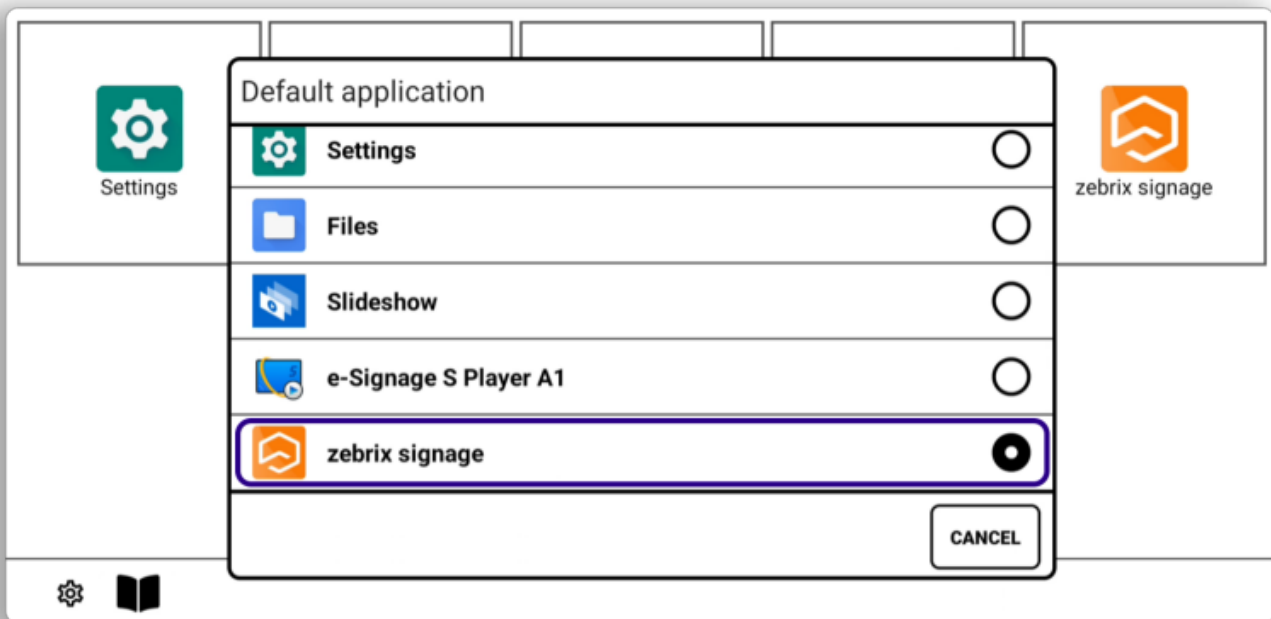 Default application
Settings
Settings
zebrix signage
Files
Slideshow
e-Signage S Player A1
zebrix signage
CANCEL